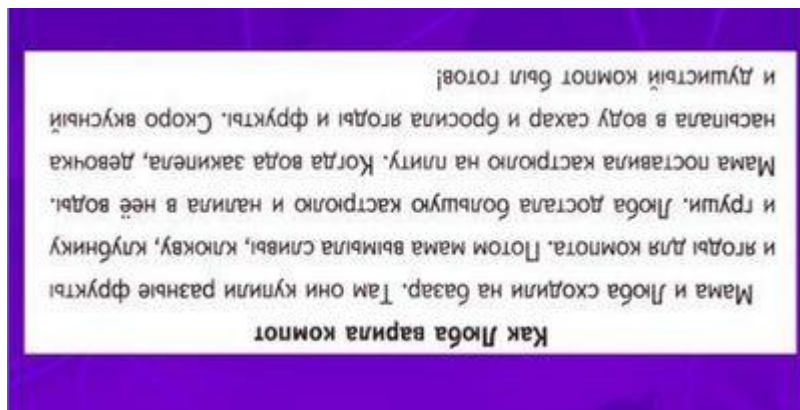 Как Люба варила компот
Мама и Люба сходили на базар. Там они купили разные фрукты
и ягоды для компота. Потом мама вымыла сливы, клюкву, клубнику
и груши. Люба достала большую кастрюлю и налила в неё воды.
Мама поставила кастрюлю на плиту. Когда вода закипела, девочка
насыпала в воду сахар и бросила ягоды и фрукты. Скоро вкусный
и душистый компот был готов!